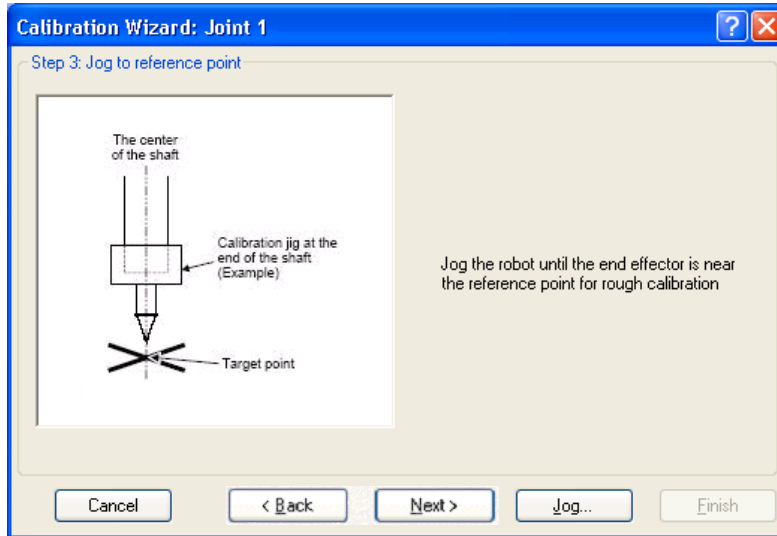 Calibration Wizard: Joint 1
?
X
Step 3: Jog to reference point
The center
of the shaft
Calibration jig at the
end of the shaft
(Example)
Target point
Jog the robot until the end effector is near
the reference point for rough calibration
Cancel
< Back
Next >
Jog...
Finish